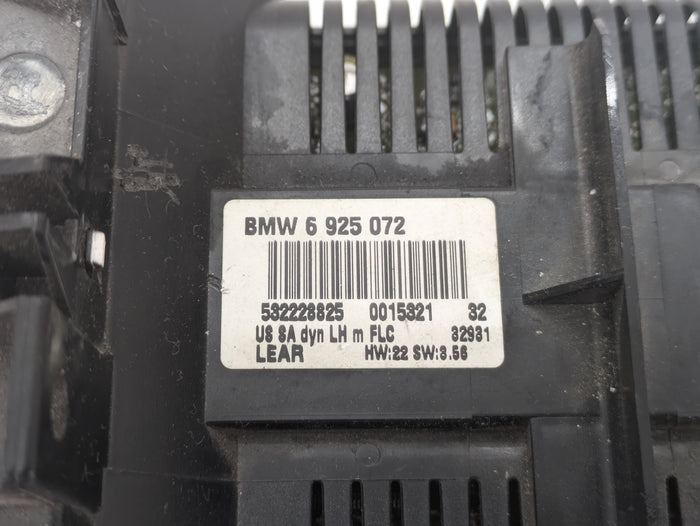 BMW 6 925 072
532228825 0015321 32
US SA dyn LH m FLC 32931
LEAR HW:22 SW:3.56